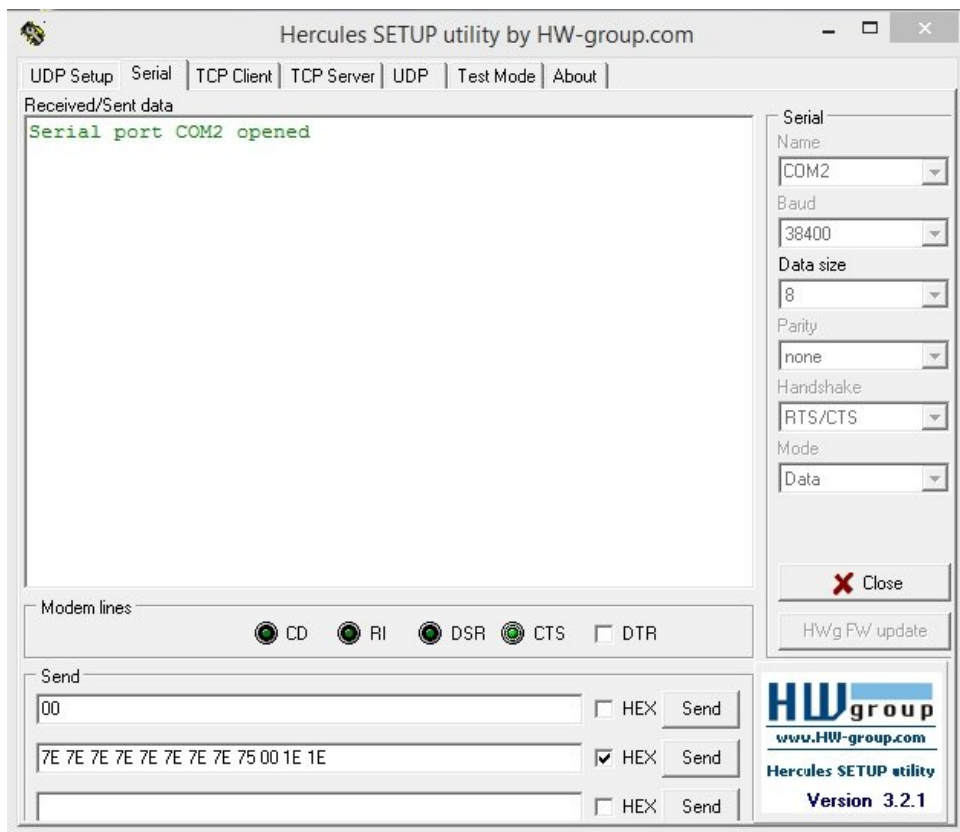 Hercules SETUP utility by HW-group.com
UDP Setup Serial TCP Client TCP Server UDP Test Mode About
Received/Sent data
Serial port COM2 opened
Serial
Name
COM2
Baud
38400
Data size
8
Parity
none
Handshake
RTS/CTS
Mode
Data
Close
HWg FW update
Modem lines
CD RI DSR CTS DTR
Send
00 HEX Send
7E 7E 7E 7E 7E 7E 7E 7E 75 00 1E 1E HEX Send
HEX Send
HW group
www.HW-group.com
Hercules SETUP utility
Version 3.2.1